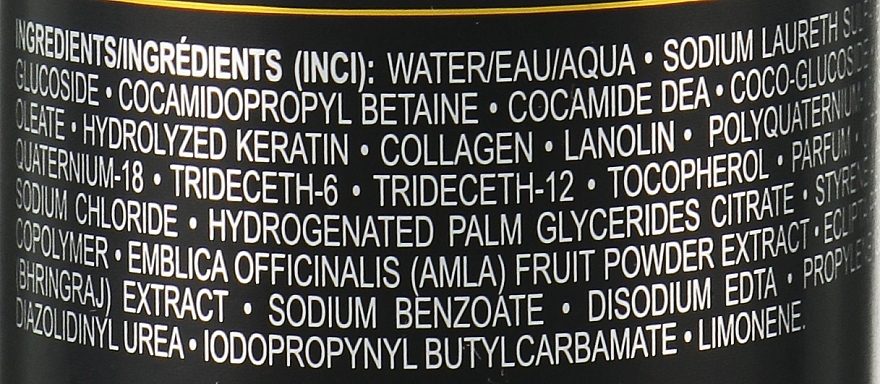 INGREDIENTS/INGRÉDIENTS (INCI): WATER/EAU/AQUA • SODIUM LAURETH
GLUCOSIDE • COCAMIDOPROPYL BETAINE • COCAMIDE DEA • COCO-GLUCOSIDE
OLEATE • HYDROLYZED KERATIN • COLLAGEN • LANOLIN •
QUATERNIUM-18 • TRIDECETH-6 • TRIDECETH-12 • TOCOPHEROL • PARFUM
SODIUM CHLORIDE • HYDROGENATED PALM GLYCERIDES CITRATE •
COPOLYMER • EMBLICA OFFICINALIS (AMLA) FRUIT POWDER EXTRACT •
(BHRINGRAJ) EXTRACT • SODIUM BENZOATE • DISODIUM EDTA •
DIAZOLIDINYL UREA • IODOPROPYNYL BUTYLCARBAMATE • LIMONENE.